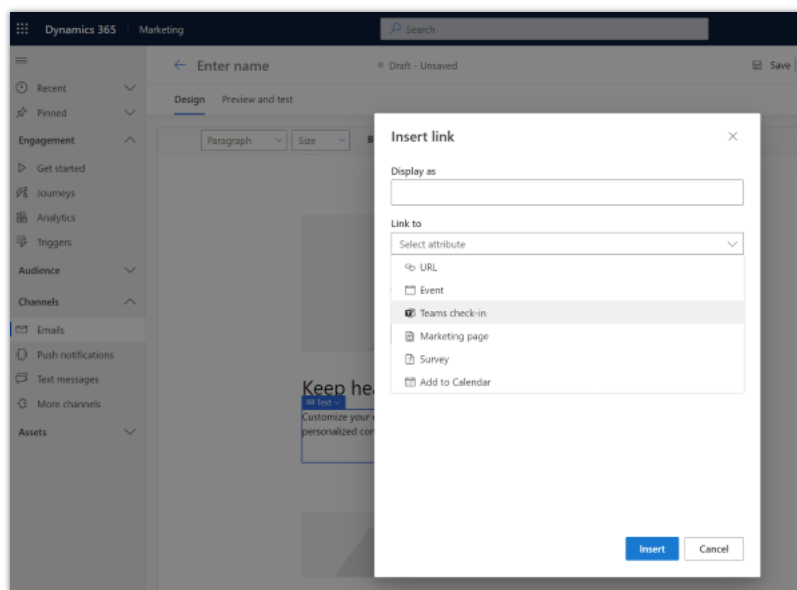 Dynamics 365 Marketing Search
Enter name Draft - Unsaved Save
Recent
Pinned
Engagement
Get started
Journeys
Analytics
Triggers
Audience
Channels
Emails
Push notifications
Text messages
More channels
Assets
Design Preview and test
Paragraph Size B
Keep hea
Text
Customize your
personalized con
Insert link
Display as
Link to
Select attribute
URL
Event
Teams check-in
Marketing page
Survey
Add to Calendar
Insert Cancel